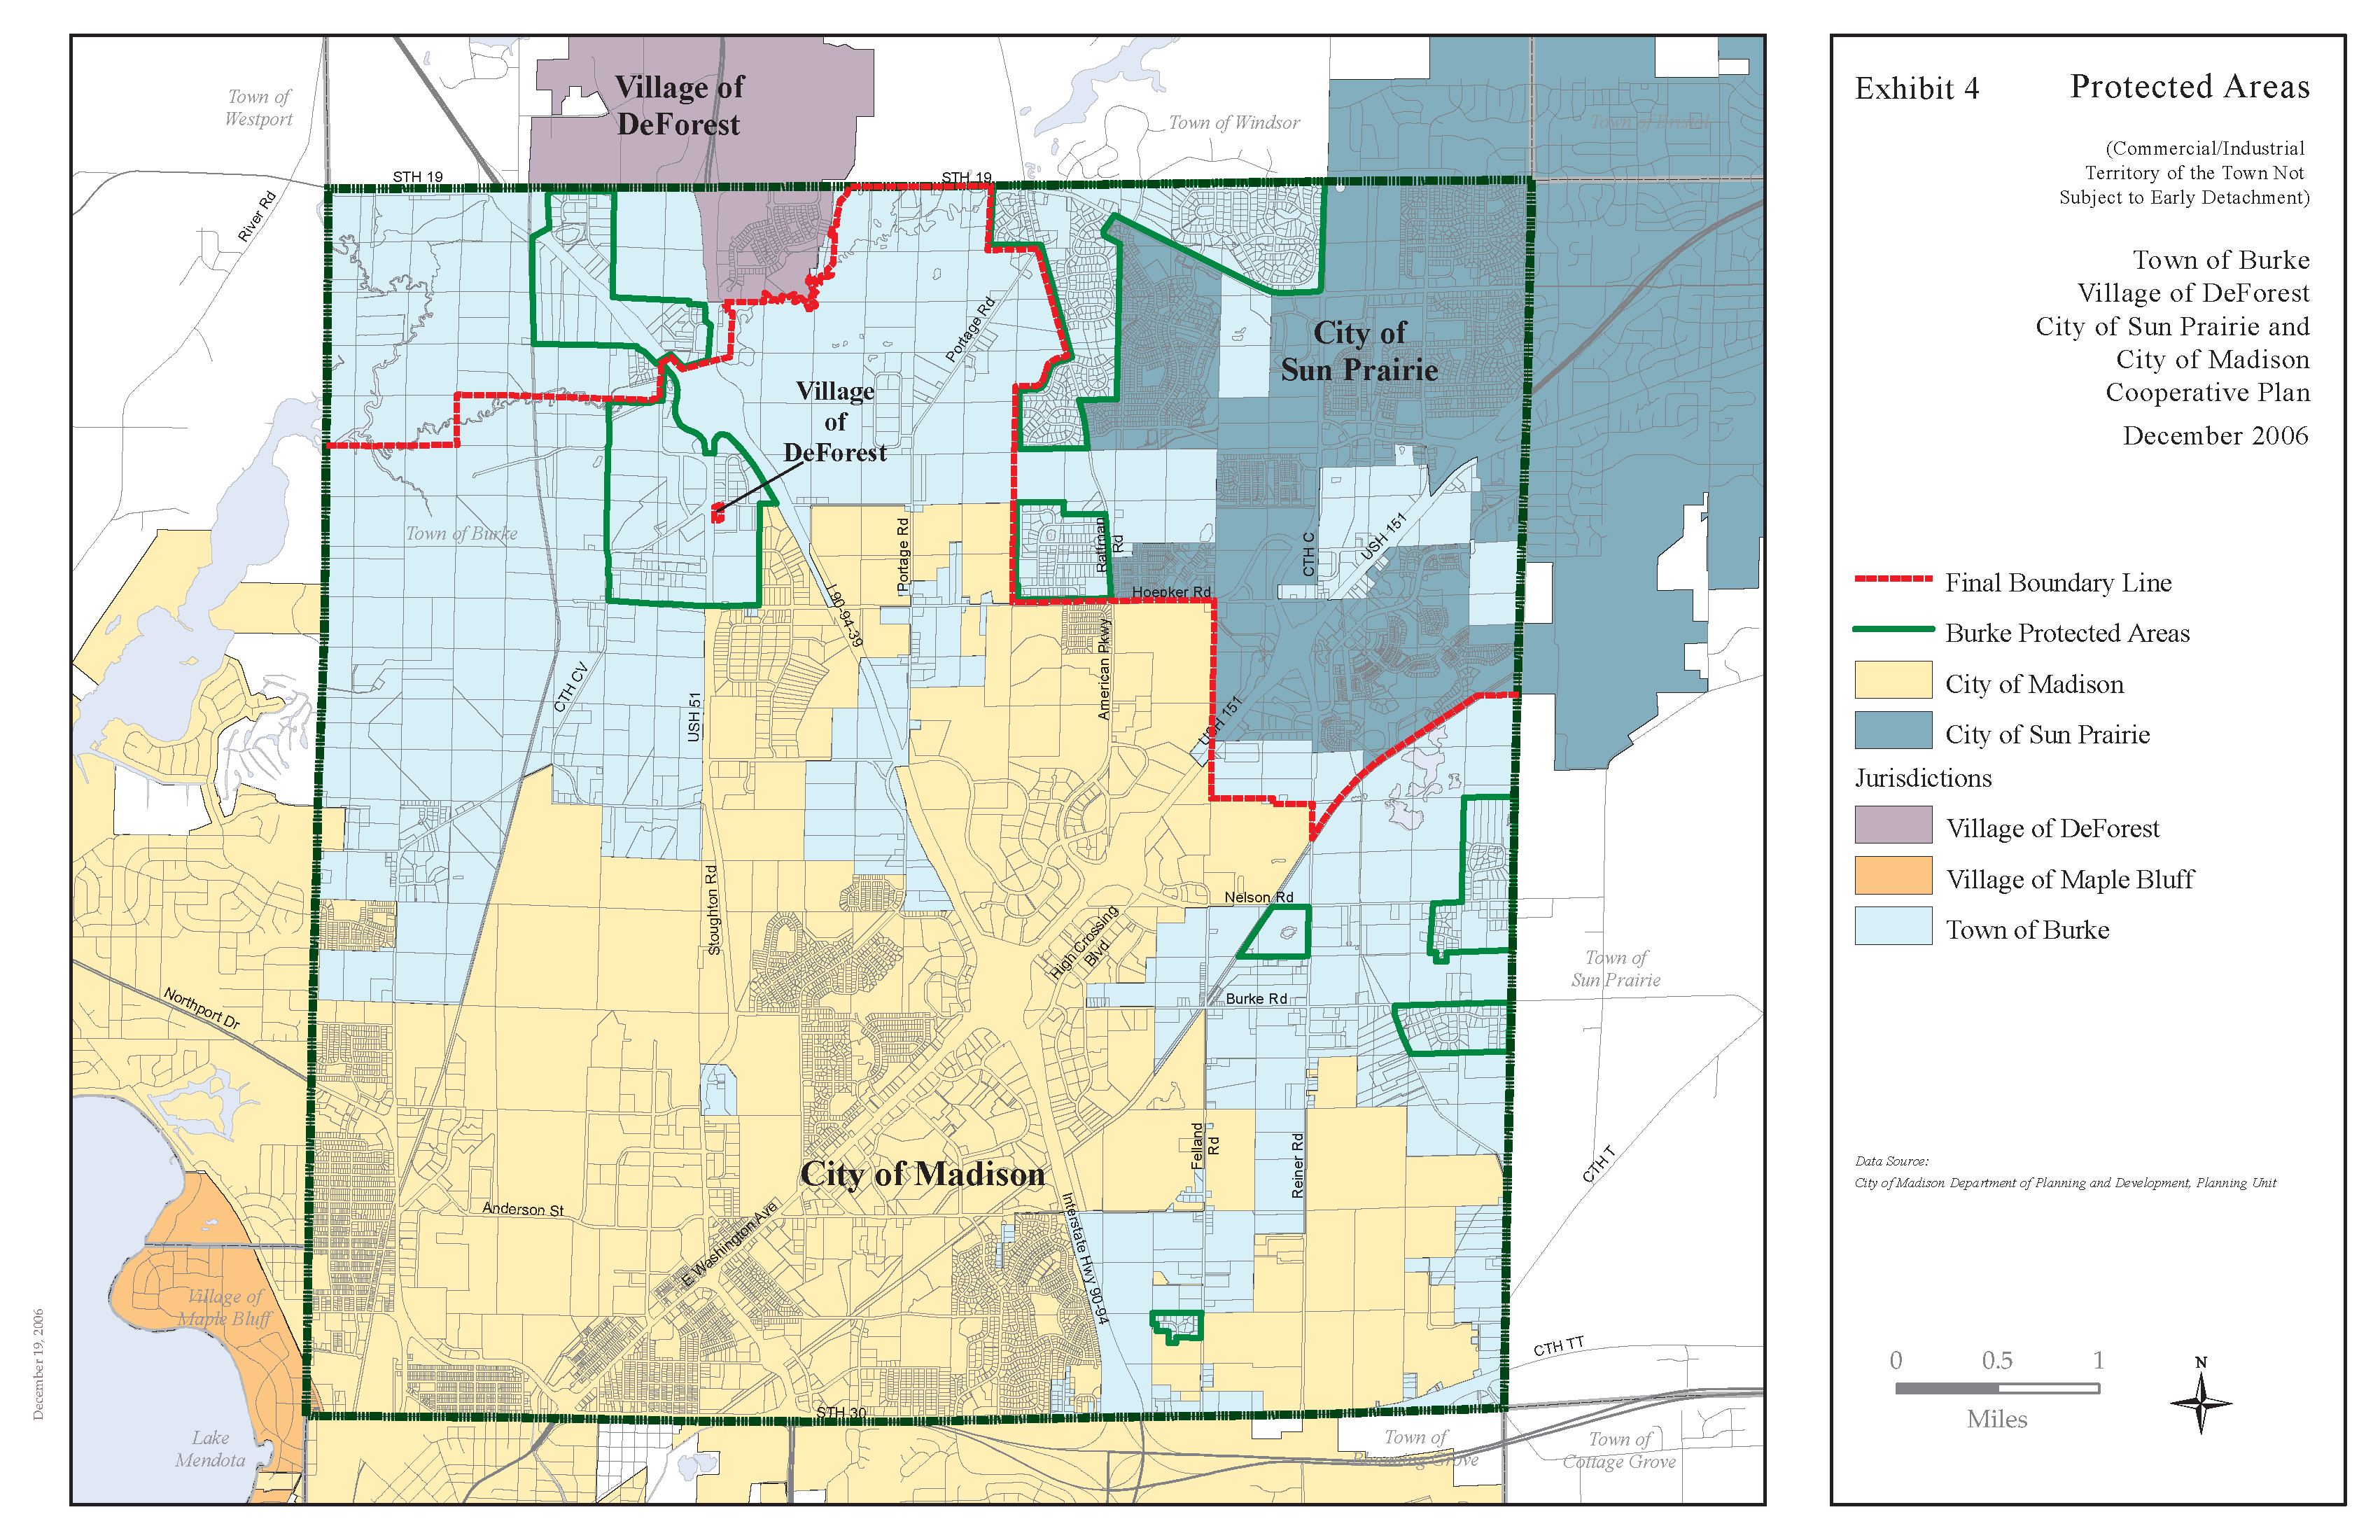 Exhibit 4
Protected Areas
(Commercial/Industrial
Territory of the Town Not
Subject to Early Detachment)
Town of Burke
Village of DeForest
City of Sun Prairie and
City of Madison
Cooperative Plan
December 2006
Final Boundary Line
Burke Protected Areas
City of Madison
City of Sun Prairie
Jurisdictions
Village of DeForest
Village of Maple Bluff
Town of Burke
Data Source:
City of Madison Department of Planning and Development, Planning Unit
0 0.5 1
Miles
N
December 19, 2006
Village of
DeForest
Town of
Westport
Town of Windsor
Town of Bristol
STH 19
STH 19
River Rd
Portage Rd
City of
Sun Prairie
Village
of
DeForest
Town of Burke
Portage Rd
Rattman
Rd
CTH C
USH 151
Hoepker Rd
I-90-94-39
American Pkwy
CTH CV
USH 51
USH 151
Stoughton Rd
Nelson Rd
High Crossing
Blvd
Burke Rd
Town of
Sun Prairie
Northport Dr
Felland
Rd
Reiner Rd
CTH T
City of Madison
Anderson St
E Washington Ave
Interstate Hwy 90-94
Village of
Maple Bluff
CTH TT
STH 30
Lake
Mendota
Town of
Blooming Grove
Town of
Cottage Grove